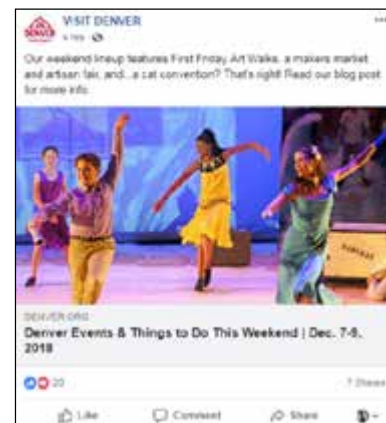 VISIT DENVER
Our weekend lineup features First Friday Art Walks, a makers market
and artisan fair, and...a cat convention? That's right! Read our blog post
for more info.
DENVER.ORG
Denver Events & Things to Do This Weekend | Dec. 7-9,
2018
20
7 Shares
Like Comment Share